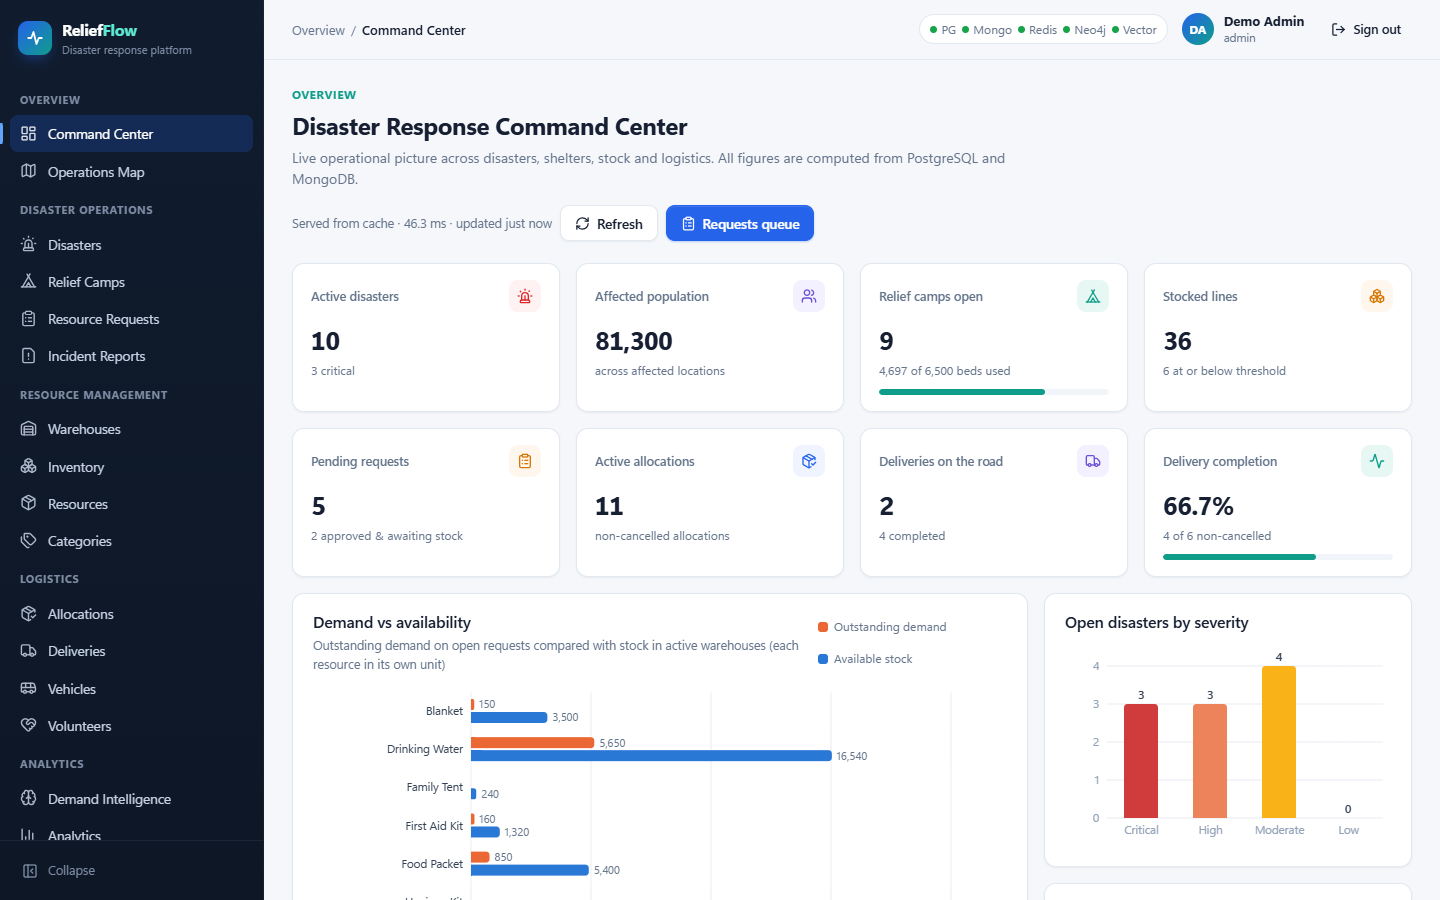 ReliefFlow
Disaster response platform
OVERVIEW
Command Center
Operations Map
DISASTER OPERATIONS
Disasters
Relief Camps
Resource Requests
Incident Reports
RESOURCE MANAGEMENT
Warehouses
Inventory
Resources
Categories
LOGISTICS
Allocations
Deliveries
Vehicles
Volunteers
ANALYTICS
Demand Intelligence
Analytics
Collapse
Overview / Command Center
PG Mongo Redis Neo4j Vector
DA
Demo Admin
admin
Sign out
OVERVIEW
Disaster Response Command Center
Live operational picture across disasters, shelters, stock and logistics. All figures are computed from PostgreSQL and
MongoDB.
Served from cache · 46.3 ms · updated just now
Refresh
Requests queue
Active disasters
10
3 critical
Affected population
81,300
across affected locations
Relief camps open
9
4,697 of 6,500 beds used
Stocked lines
36
6 at or below threshold
Pending requests
5
2 approved & awaiting stock
Active allocations
11
non-cancelled allocations
Deliveries on the road
2
4 completed
Delivery completion
66.7%
4 of 6 non-cancelled
Demand vs availability
Outstanding demand on open requests compared with stock in active warehouses (each
resource in its own unit)
Outstanding demand
Available stock
Blanket
150
3,500
Drinking Water
5,650
16,540
Family Tent
240
First Aid Kit
160
1,320
Food Packet
850
5,400
Open disasters by severity
4
3
2
1
0
3
3
4
0
Critical
High
Moderate
Low